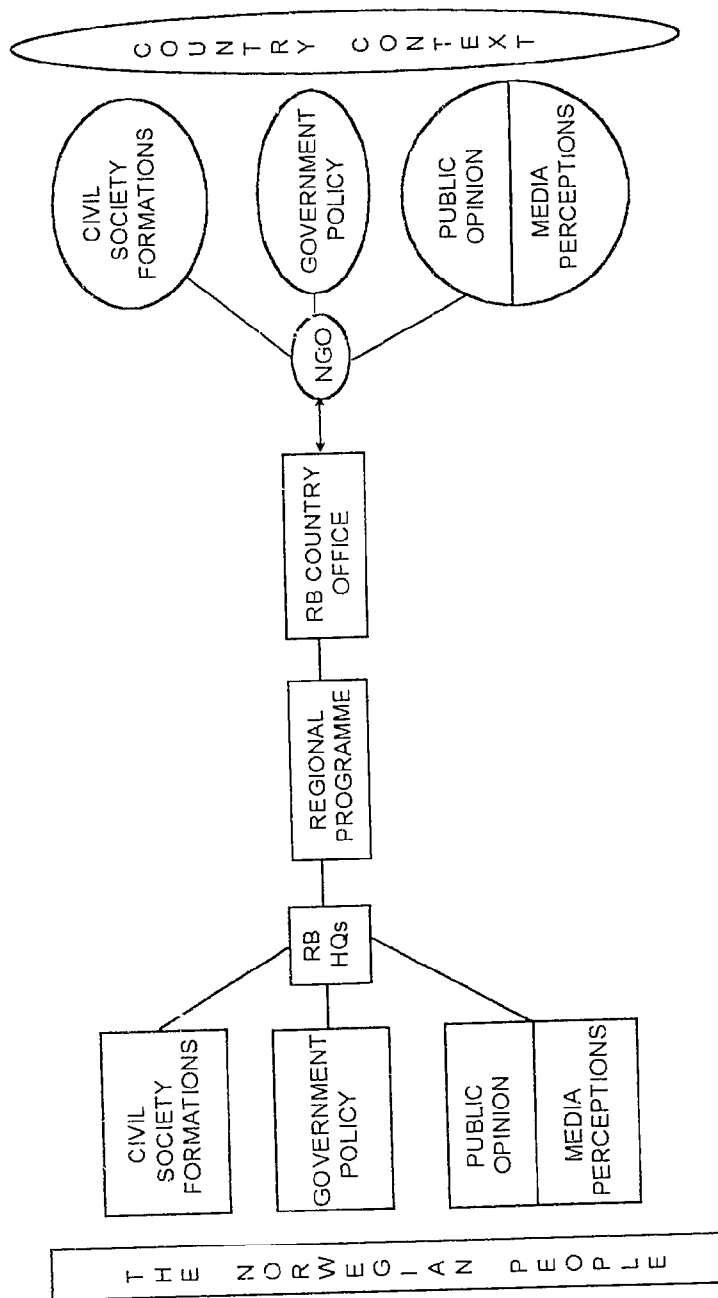 THE NORWEGIAN PEOPLE
CIVIL
SOCIETY
FORMATIONS
GOVERNMENT
POLICY
PUBLIC
OPINION
MEDIA
PERCEPTIONS
RB
HQs
REGIONAL
PROGRAMME
RB COUNTRY
OFFICE
NGO
CIVIL
SOCIETY
FORMATIONS
GOVERNMENT
POLICY
PUBLIC
OPINION
MEDIA
PERCEPTIONS
COUNTRY CONTEXT